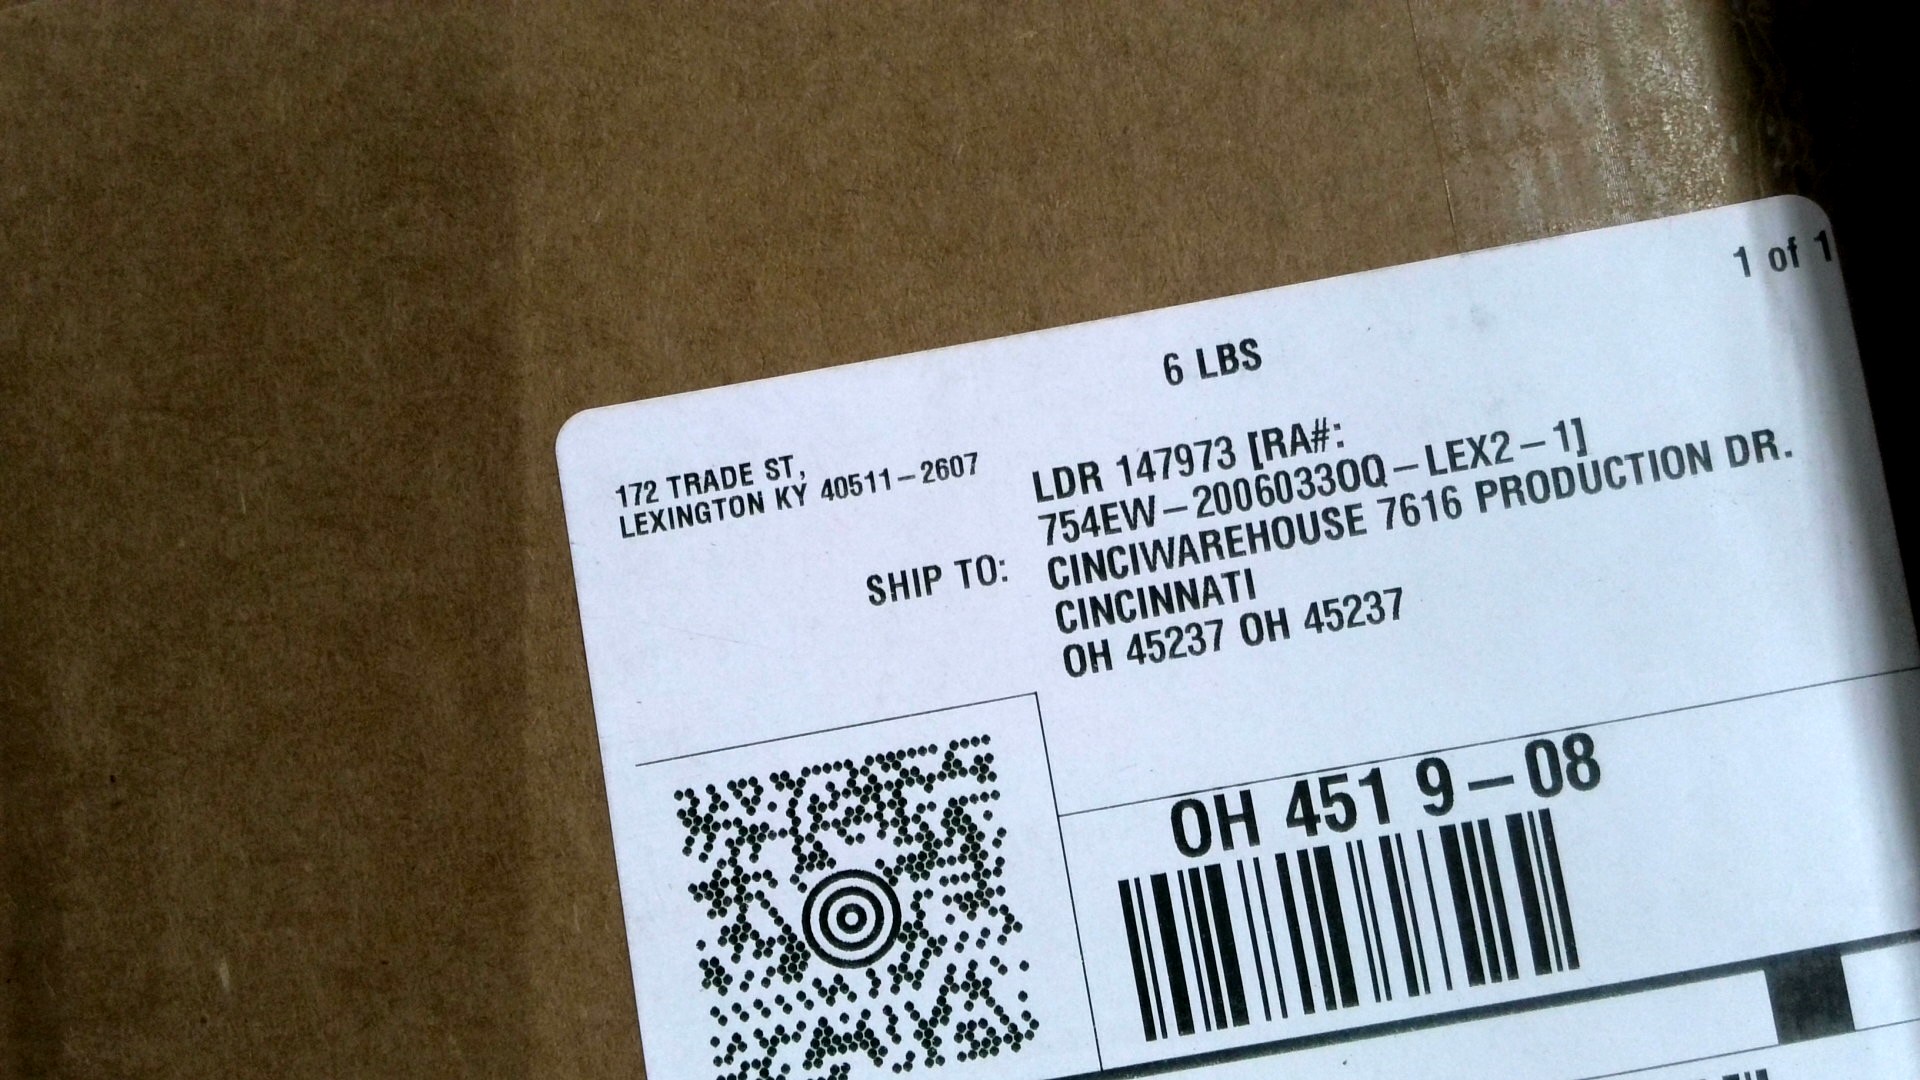 1 of 1
6 LBS
172 TRADE ST,
LEXINGTON KY 40511-2607
SHIP TO:
LDR 147973 [RA#:
754EW-2006033OQ-LEX2-1]
CINCIWAREHOUSE 7616 PRODUCTION DR.
CINCINNATI
OH 45237 OH 45237
OH 451 9-08